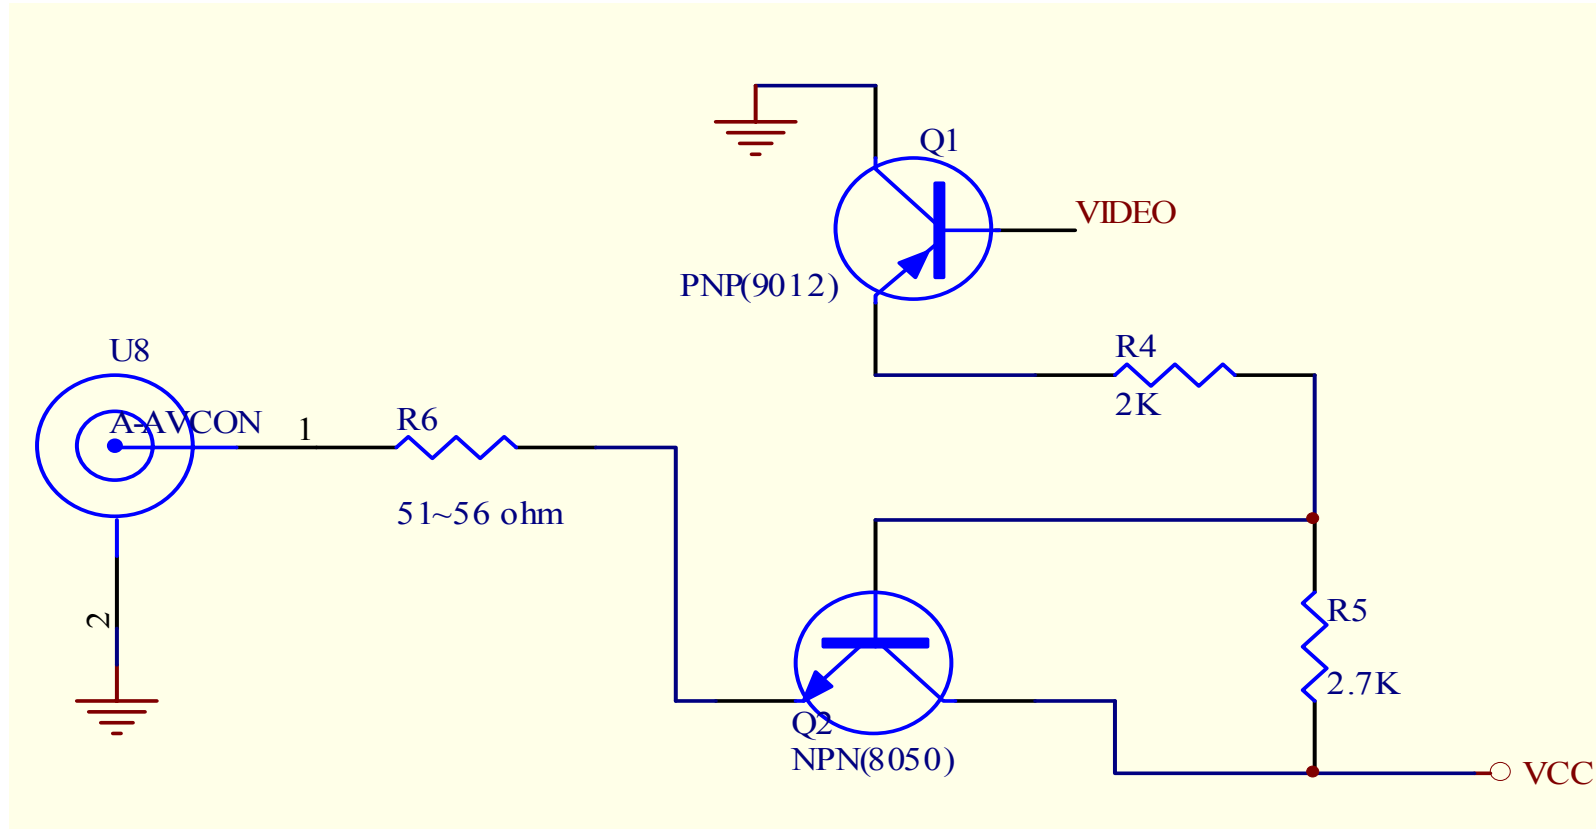 Q1
VIDEO
PNP(9012)
U8
R4
2K
A-AVCON
1
R6
51~56 ohm
2
R5
2.7K
Q2
NPN(8050)
VCC